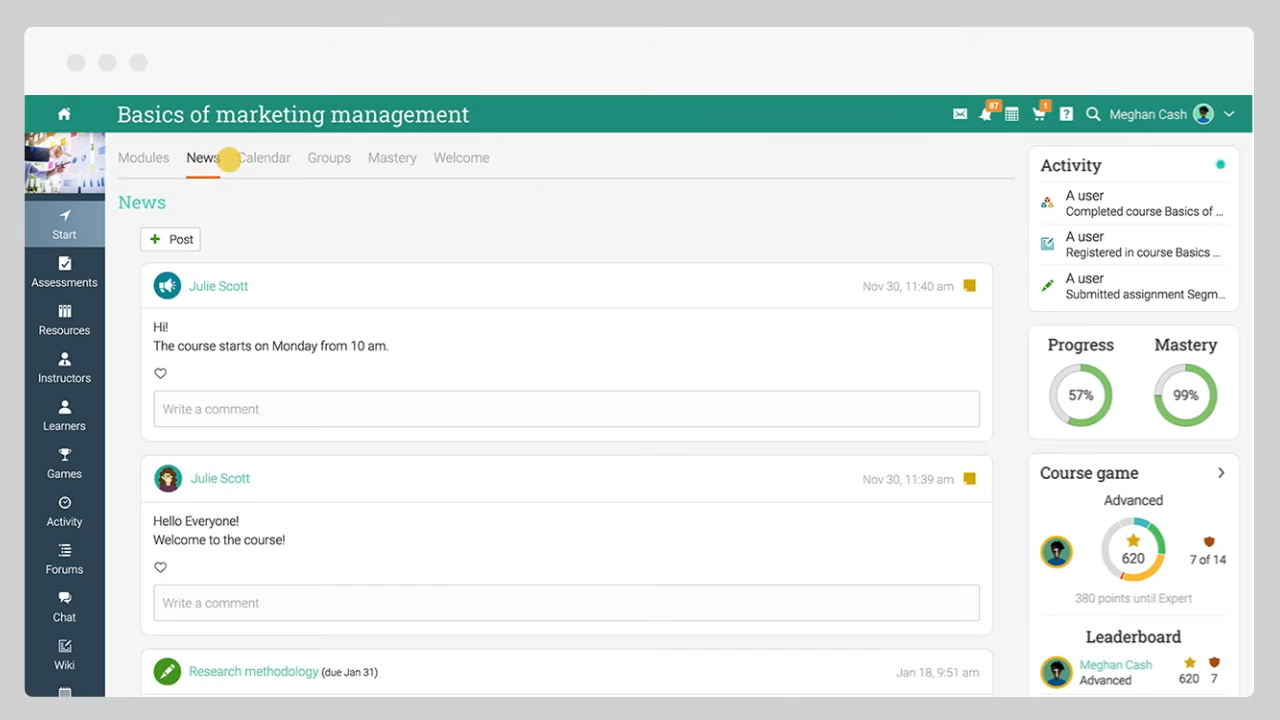 Basics of marketing management
87
1
?
Meghan Cash
Modules
News
Calendar
Groups
Mastery
Welcome
Start
Assessments
Resources
Instructors
Learners
Games
Activity
Forums
Chat
Wiki
News
+ Post
Julie Scott
Nov 30, 11:40 am
Hi!
The course starts on Monday from 10 am.
Write a comment
Julie Scott
Nov 30, 11:39 am
Hello Everyone!
Welcome to the course!
Write a comment
Research methodology (due Jan 31)
Jan 18, 9:51 am
Activity
A user
Completed course Basics of ...
A user
Registered in course Basics ...
A user
Submitted assignment Segm...
Progress
Mastery
57%
99%
Course game
Advanced
620
7 of 14
380 points until Expert
Leaderboard
Meghan Cash
Advanced
620
7